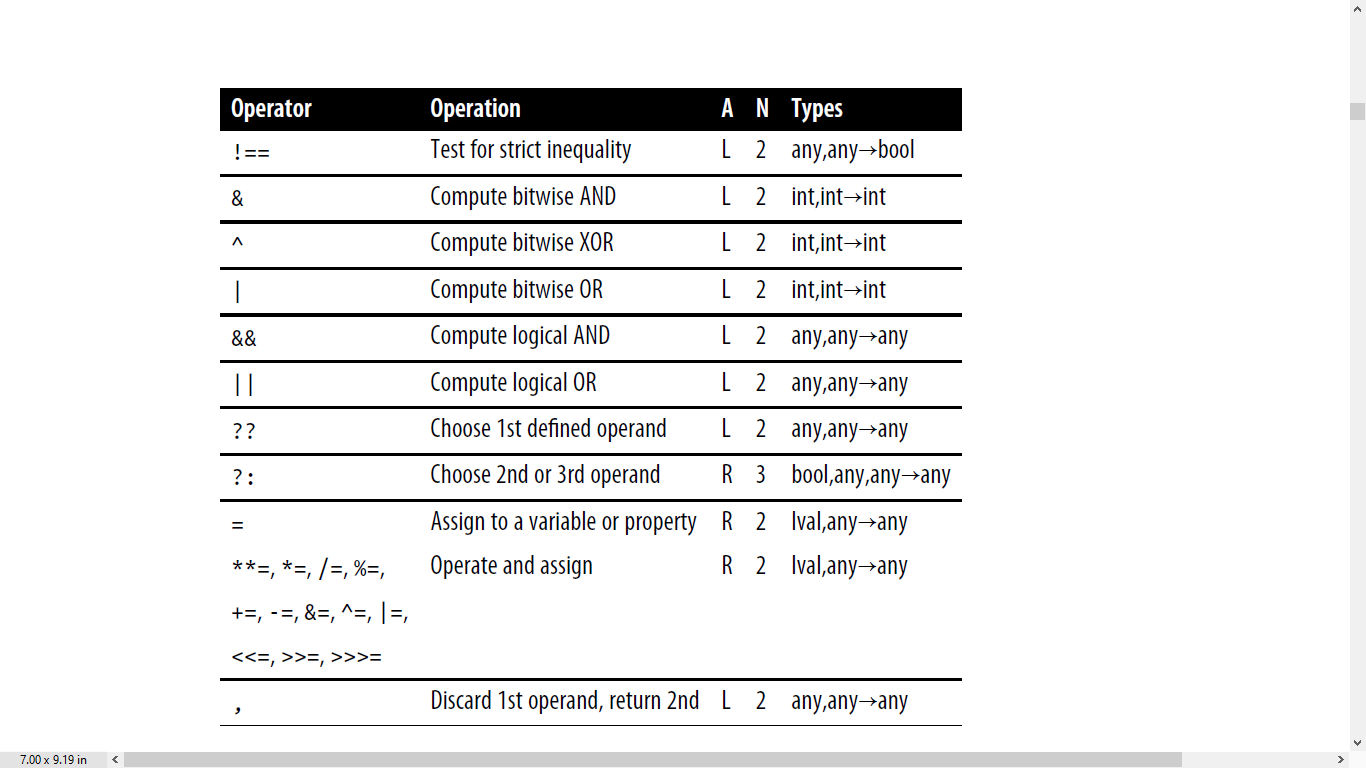 Operator Operation A N Types
!== Test for strict inequality L 2 any,any→bool
& Compute bitwise AND L 2 int,int→int
^ Compute bitwise XOR L 2 int,int→int
| Compute bitwise OR L 2 int,int→int
&& Compute logical AND L 2 any,any→any
|| Compute logical OR L 2 any,any→any
?? Choose 1st defined operand L 2 any,any→any
?: Choose 2nd or 3rd operand R 3 bool,any,any→any
= Assign to a variable or property R 2 lval,any→any
**=, *=, /=, %=, Operate and assign R 2 lval,any→any
+=, -=, &=, ^=, |=,
<<=, >>=, >>>=
, Discard 1st operand, return 2nd L 2 any,any→any
7.00 x 9.19 in